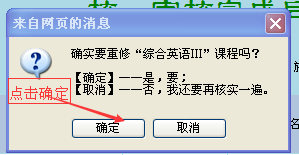 来自网页的消息
确实要重修“综合英语III”课程吗？
【确定】——是，要；
【取消】——否，我还要再核实一遍。
点击确定
确定
取消